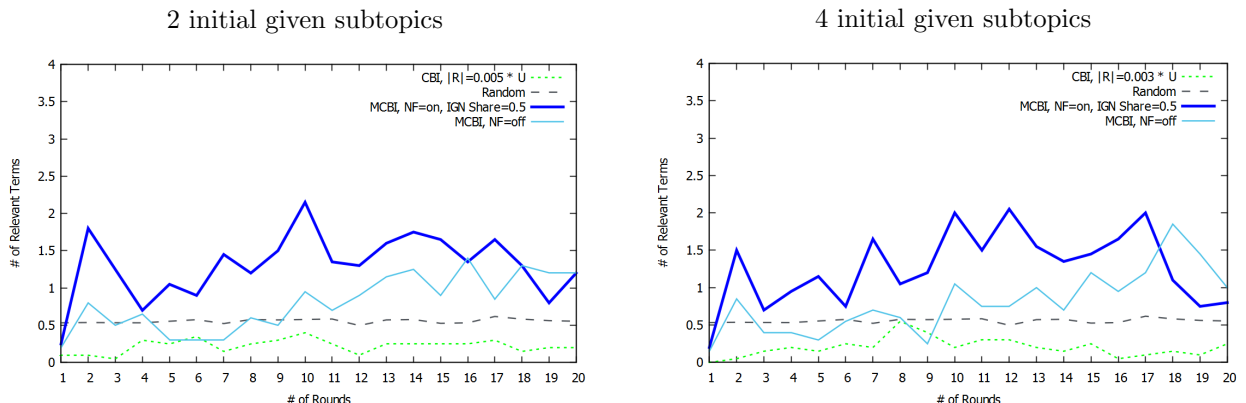 2 initial given subtopics
4
3.5
3
2.5
2
1.5
1
0.5
0
# of Relevant Terms
CBI, |R|=0.005 * U
Random
MCBI, NF=on, IGN Share=0.5
MCBI, NF=off
1 2 3 4 5 6 7 8 9 10 11 12 13 14 15 16 17 18 19 20
# of Rounds
4 initial given subtopics
4
3.5
3
2.5
2
1.5
1
0.5
0
# of Relevant Terms
CBI, |R|=0.003 * U
Random
MCBI, NF=on, IGN Share=0.5
MCBI, NF=off
1 2 3 4 5 6 7 8 9 10 11 12 13 14 15 16 17 18 19 20
# of Rounds